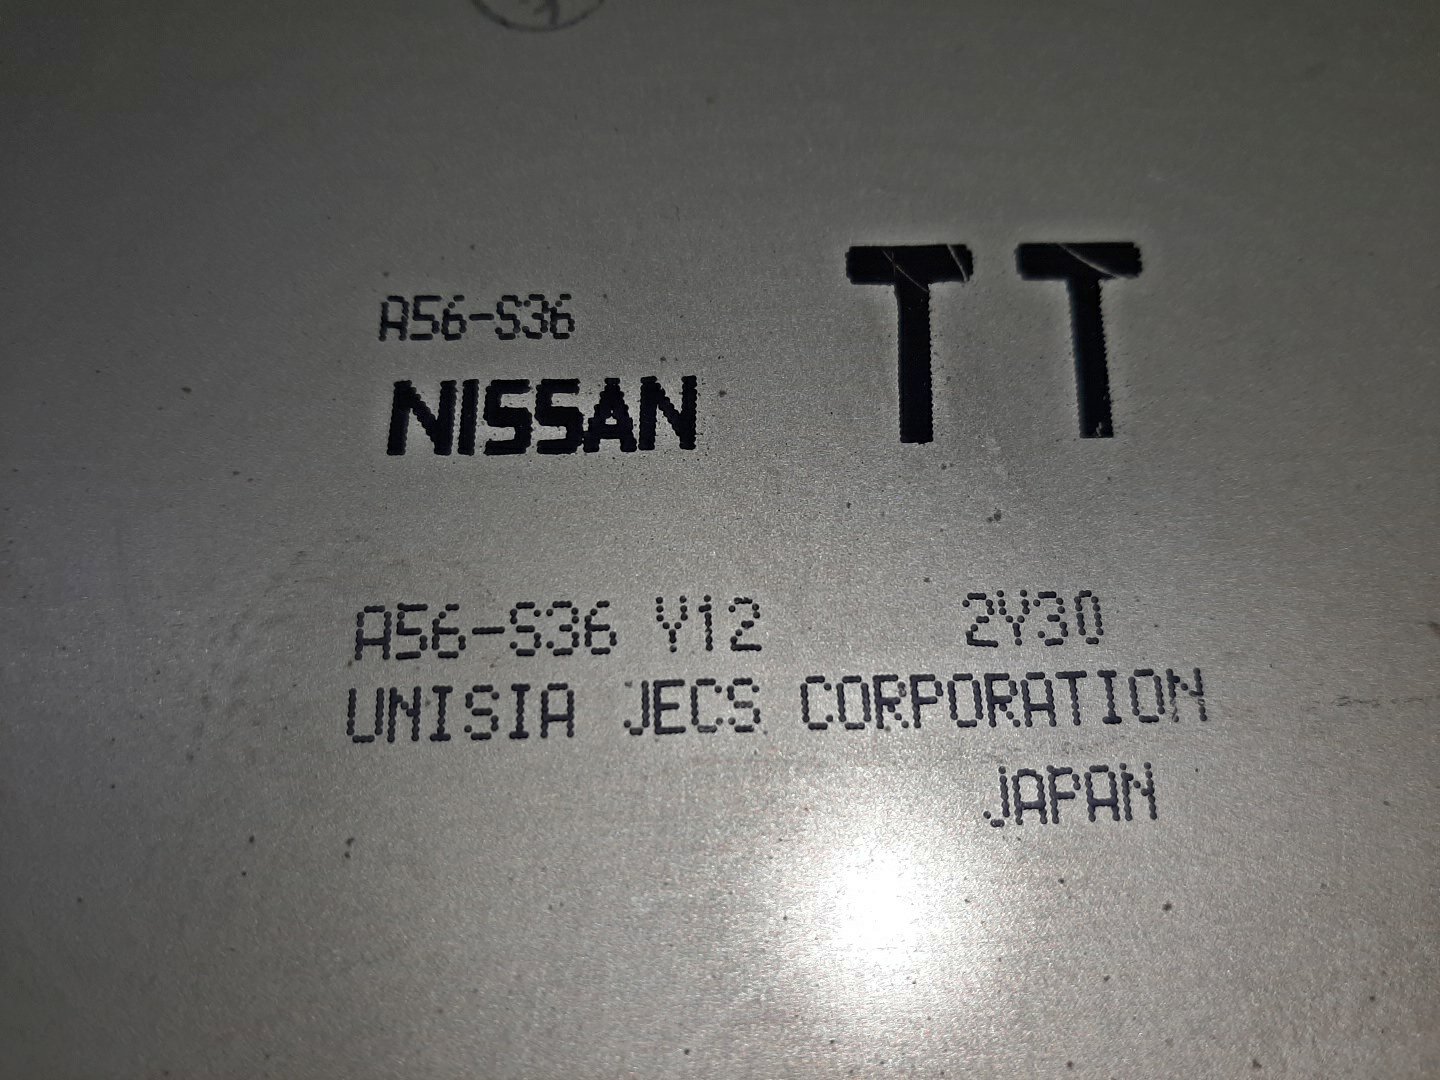 A56-S36
NISSAN
TT
A56-S36 Y12 2Y30
UNISIA JECS CORPORATION
JAPAN